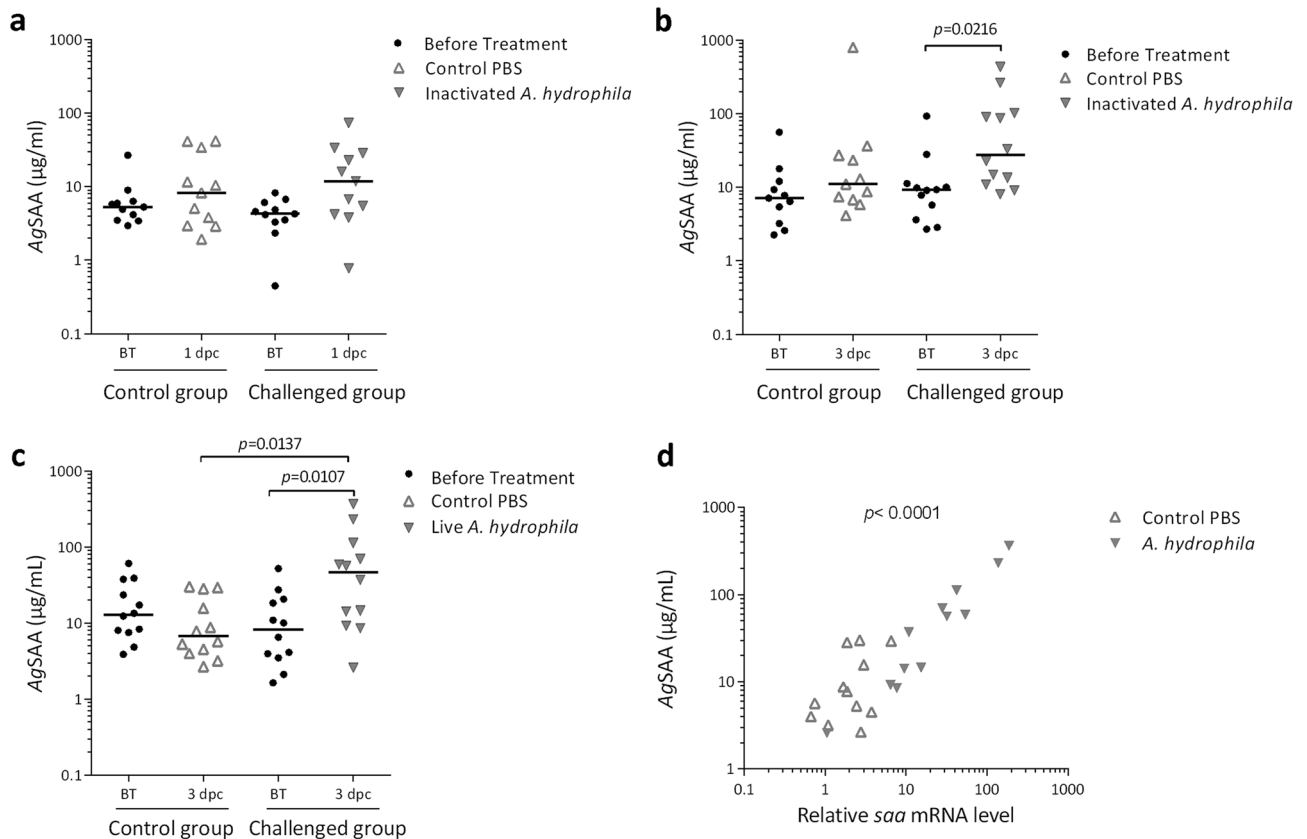 a
1000
100
10
1
0.1
AgSAA (µg/ml)
Before Treatment
Control PBS
Inactivated A. hydrophila
BT
1 dpc
BT
1 dpc
Control group
Challenged group
b
p=0.0216
1000
100
10
1
0.1
AgSAA (µg/ml)
Before Treatment
Control PBS
Inactivated A. hydrophila
BT
3 dpc
BT
3 dpc
Control group
Challenged group
c
p=0.0137
p=0.0107
1000
100
10
1
0.1
AgSAA (µg/mL)
Before Treatment
Control PBS
Live A. hydrophila
BT
3 dpc
BT
3 dpc
Control group
Challenged group
d
p< 0.0001
1000
100
10
1
AgSAA (µg/mL)
Control PBS
A. hydrophila
0.1
1
10
100
1000
Relative saa mRNA level